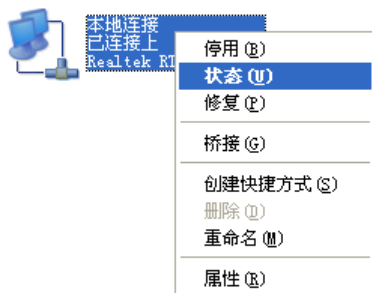 本地连接
已连接上
Realtek RT
停用(B)
状态(U)
修复(P)
桥接(G)
创建快捷方式(S)
删除(D)
重命名(M)
属性(R)